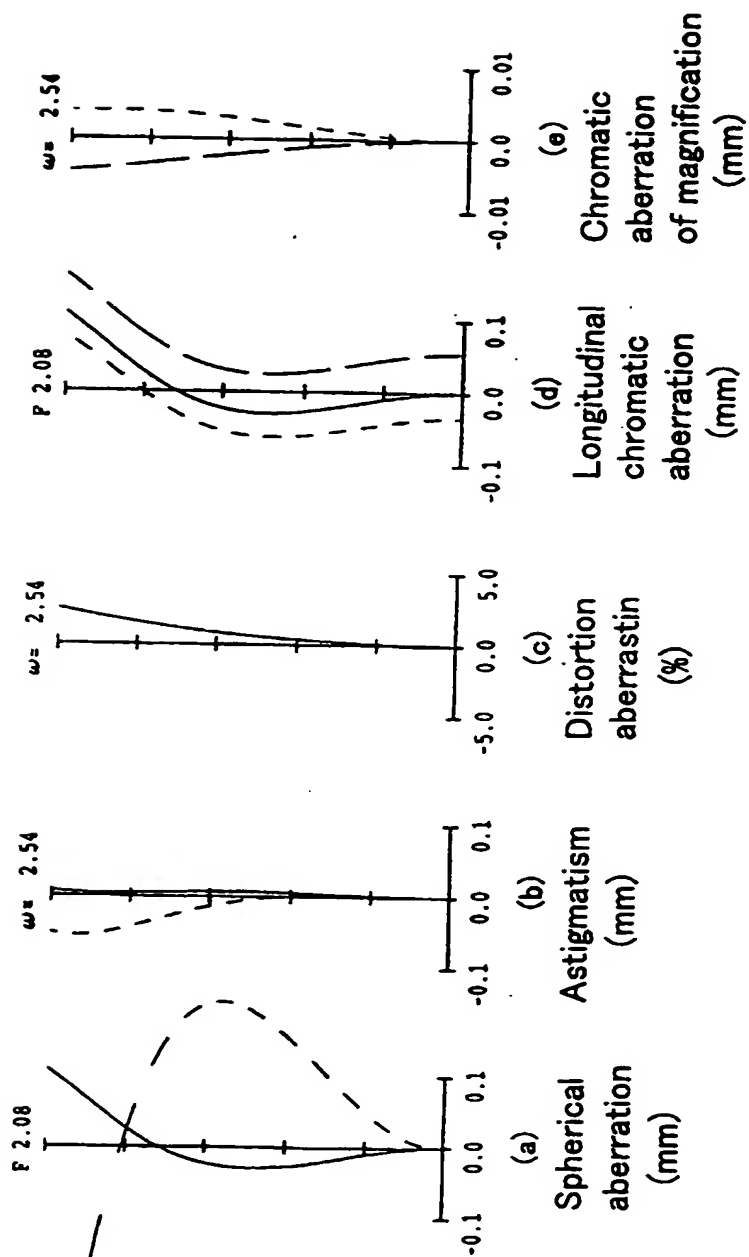 F 2.08
-0.1 0.0 0.1
(a)
Spherical
aberration
(mm)
ω= 2.54
-0.1 0.0 0.1
(b)
Astigmatism
(mm)
ω= 2.54
-5.0 0.0 5.0
(c)
Distortion
aberrastin
(%)
F 2.08
-0.1 0.0 0.1
(d)
Longitudinal
chromatic
aberration
(mm)
ω= 2.54
-0.01 0.0 0.01
(e)
Chromatic
aberration
of magnification
(mm)